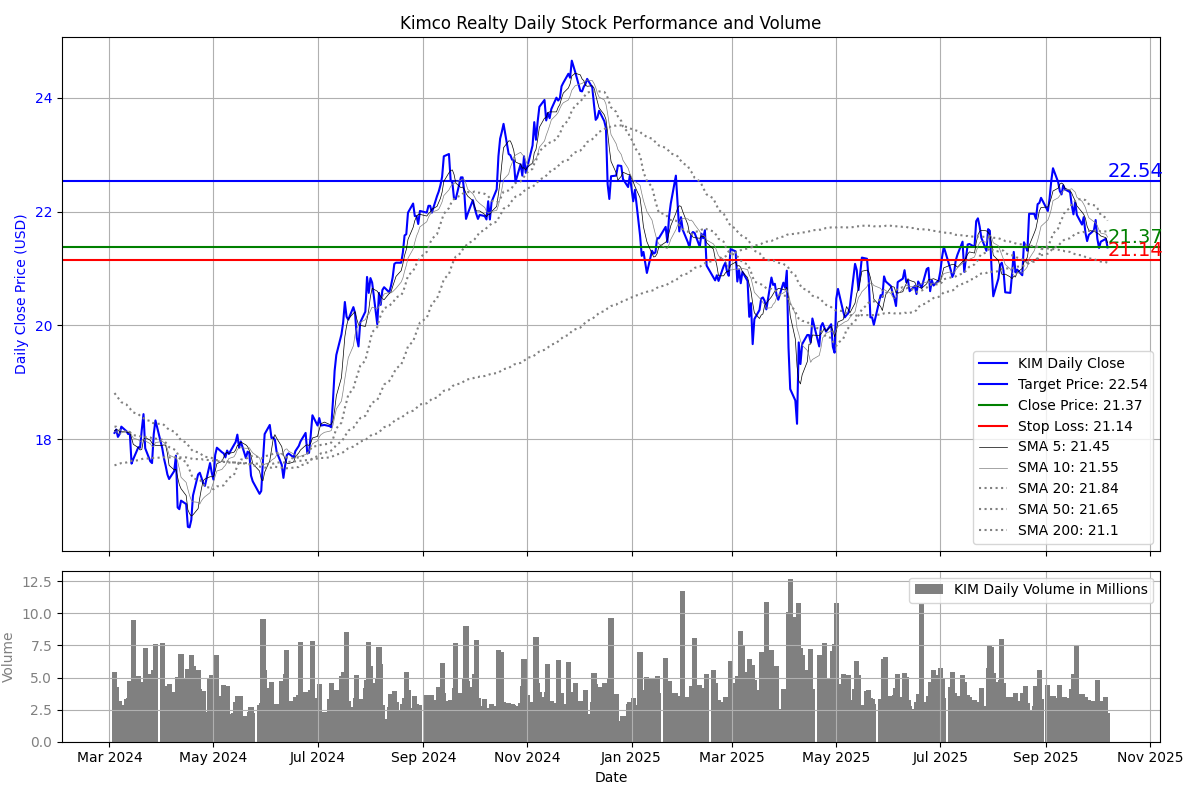 Kimco Realty Daily Stock Performance and Volume
Daily Close Price (USD)
24
22
20
18
22.54
21.37
21.14
KIM Daily Close
Target Price: 22.54
Close Price: 21.37
Stop Loss: 21.14
SMA 5: 21.45
SMA 10: 21.55
SMA 20: 21.84
SMA 50: 21.65
SMA 200: 21.1
Volume
12.5
10.0
7.5
5.0
2.5
0.0
KIM Daily Volume in Millions
Mar 2024 May 2024 Jul 2024 Sep 2024 Nov 2024 Jan 2025 Mar 2025 May 2025 Jul 2025 Sep 2025 Nov 2025
Date